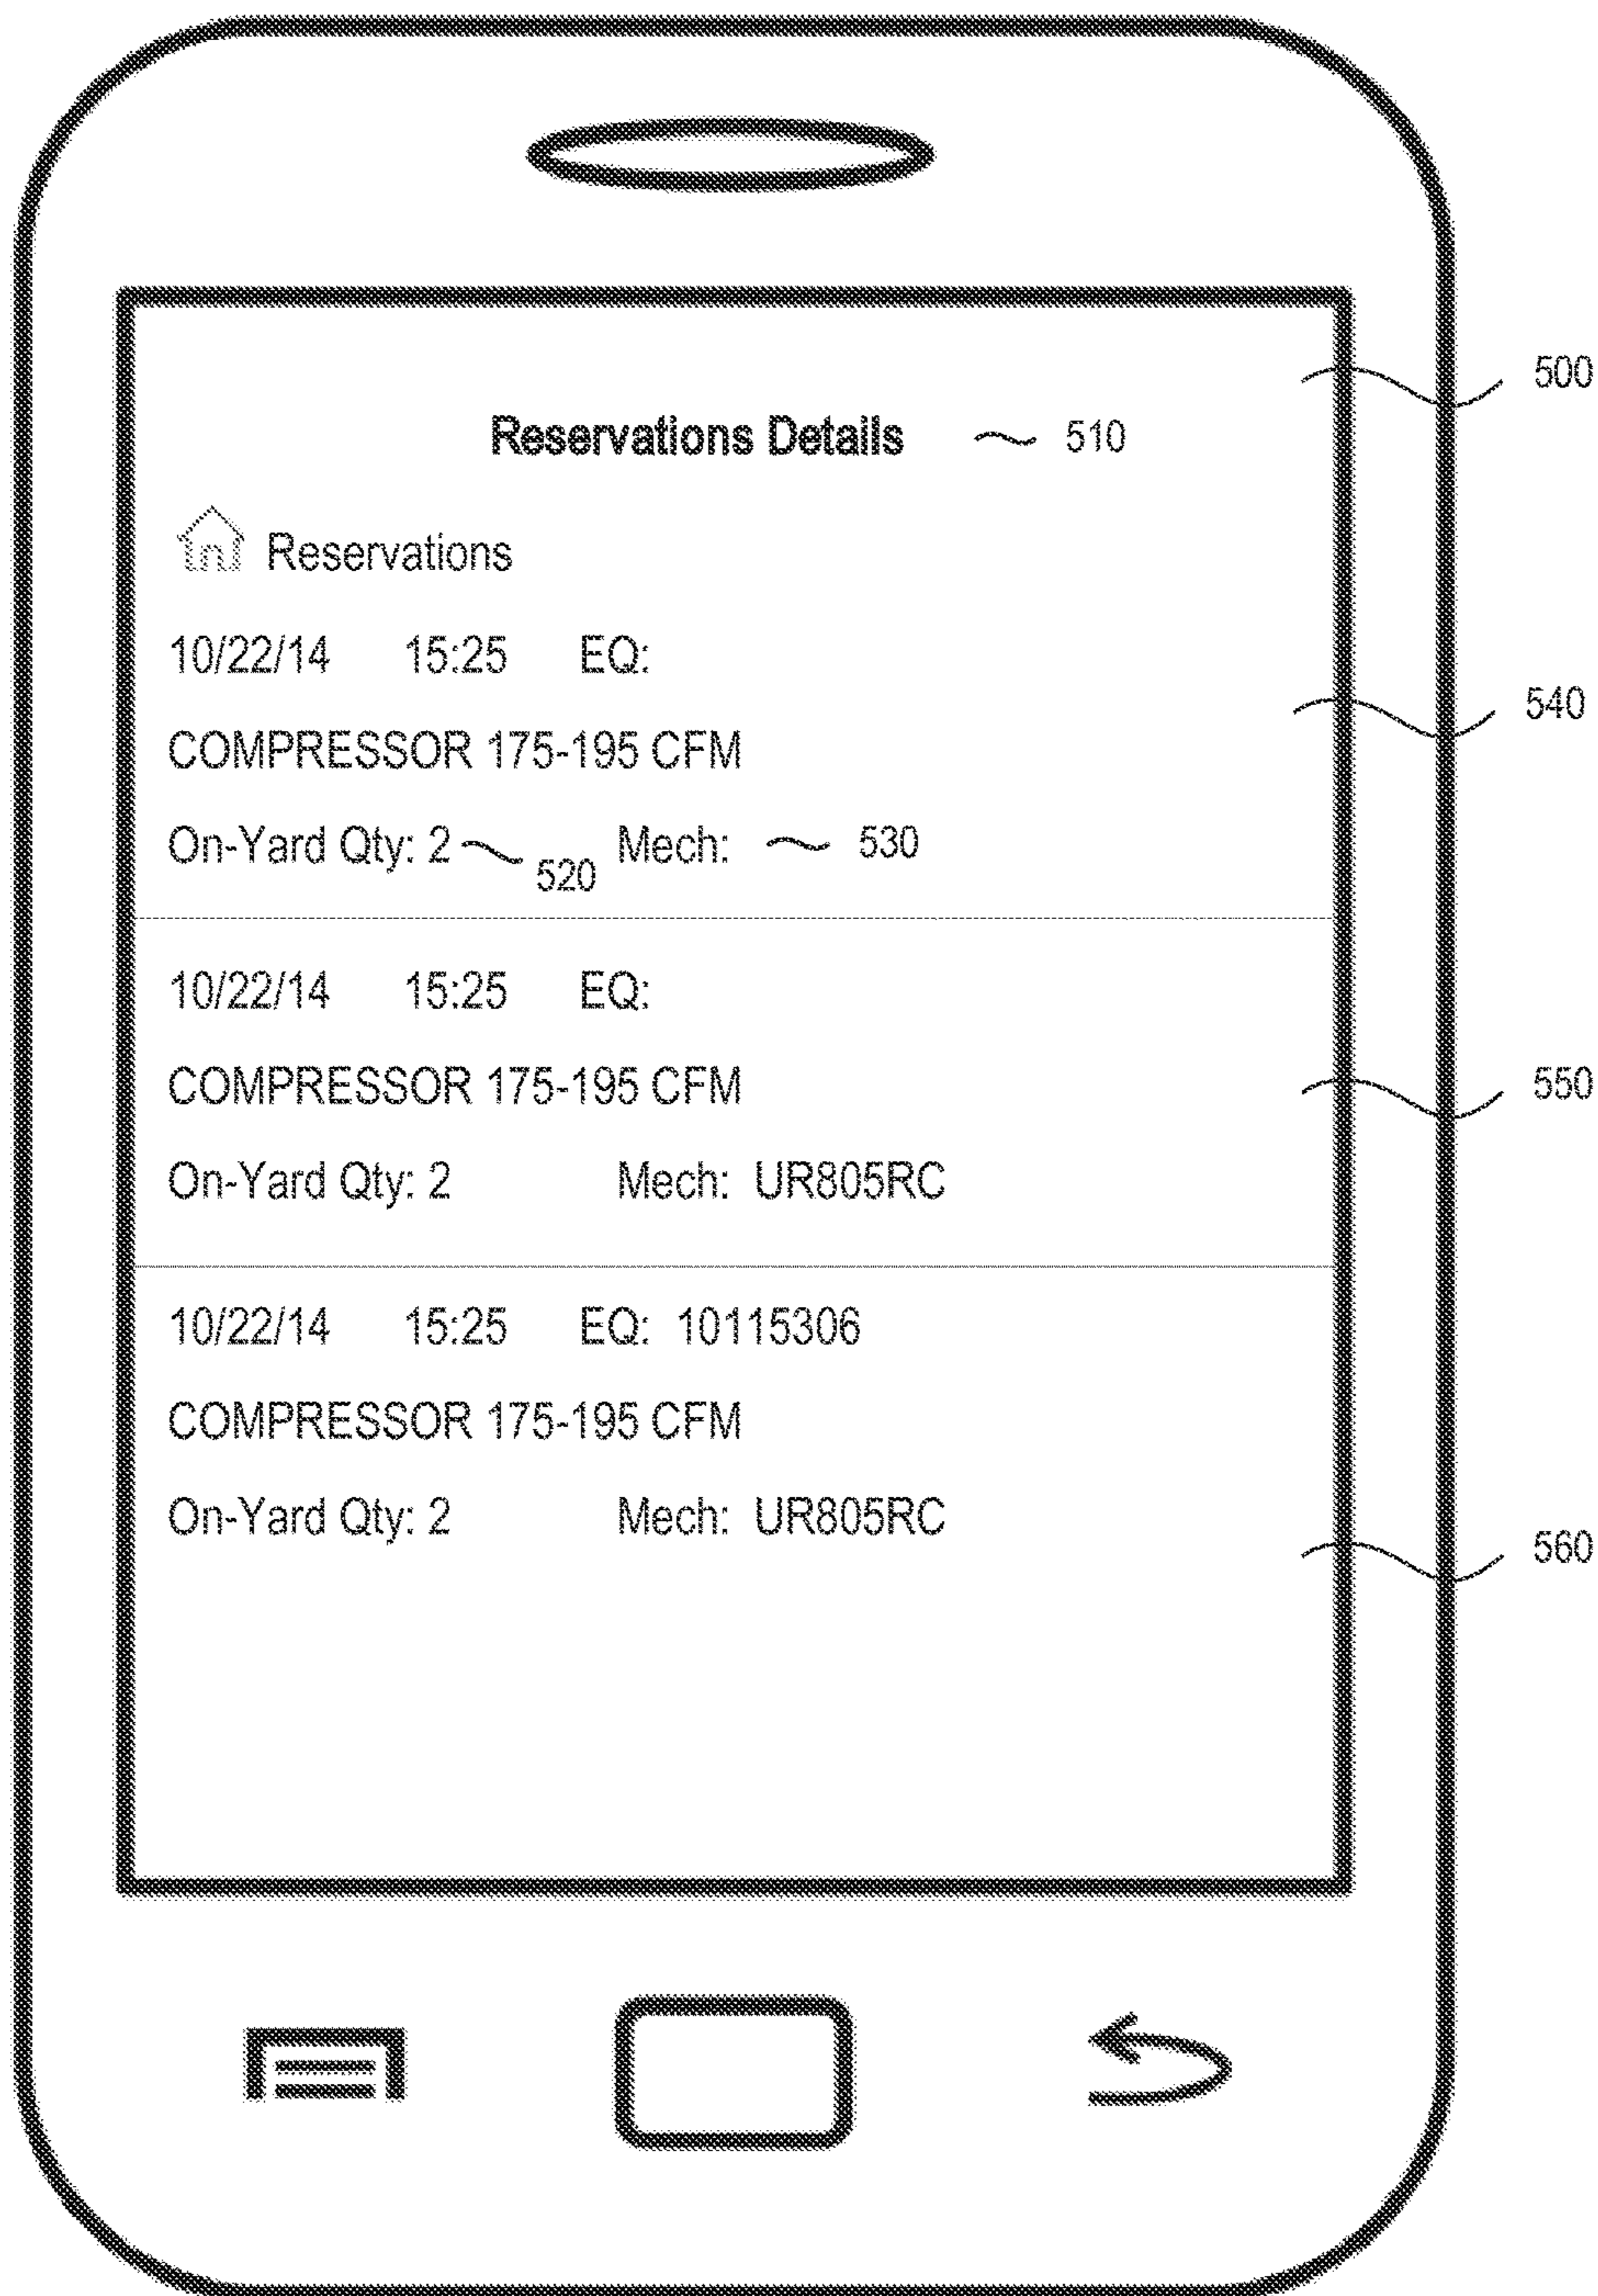 500
Reservations Details 510
Reservations
10/22/14 15:25 EQ:
540
COMPRESSOR 175-195 CFM
On-Yard Qty: 2 520 Mech: 530
10/22/14 15:25 EQ:
COMPRESSOR 175-195 CFM 550
On-Yard Qty: 2 Mech: UR805RC
10/22/14 15:25 EQ: 10115306
COMPRESSOR 175-195 CFM
On-Yard Qty: 2 Mech: UR805RC
560